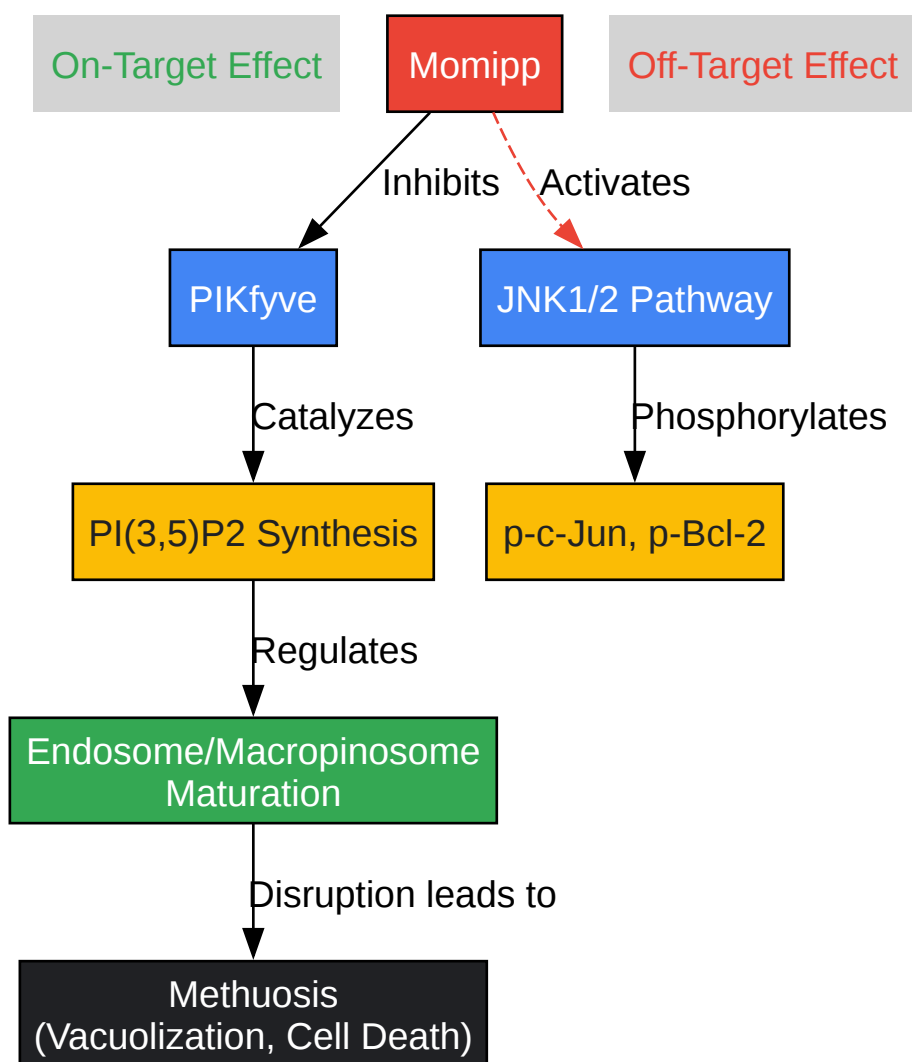 On-Target Effect
Momipp
Off-Target Effect
Inhibits
Activates
PIKfyve
JNK1/2 Pathway
Catalyzes
Phosphorylates
PI(3,5)P2 Synthesis
p-c-Jun, p-Bcl-2
Regulates
Endosome/Macropinosome
Maturation
Disruption leads to
Methuosis
(Vacuolization, Cell Death)